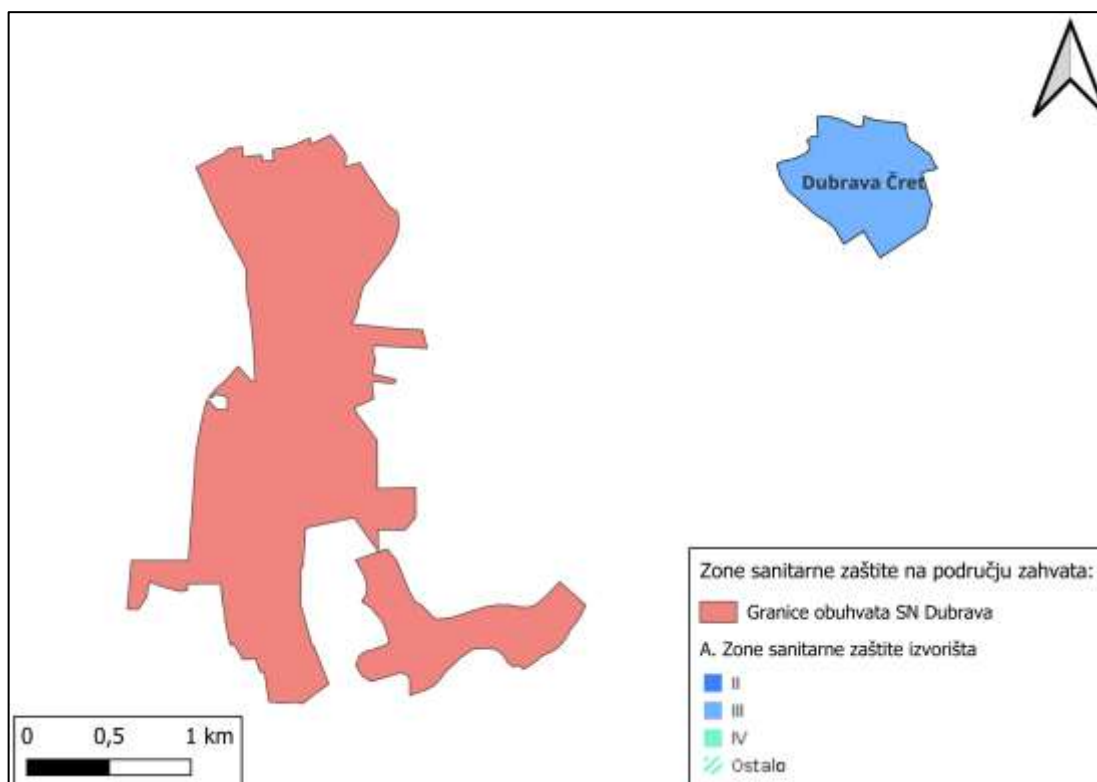 Dubrava Čret
Zone sanitarne zaštite na području zahvata:
Granice obuhvata SN Dubrava
A. Zone sanitarne zaštite izvorišta
II
III
IV
Ostalo
0 0,5 1 km